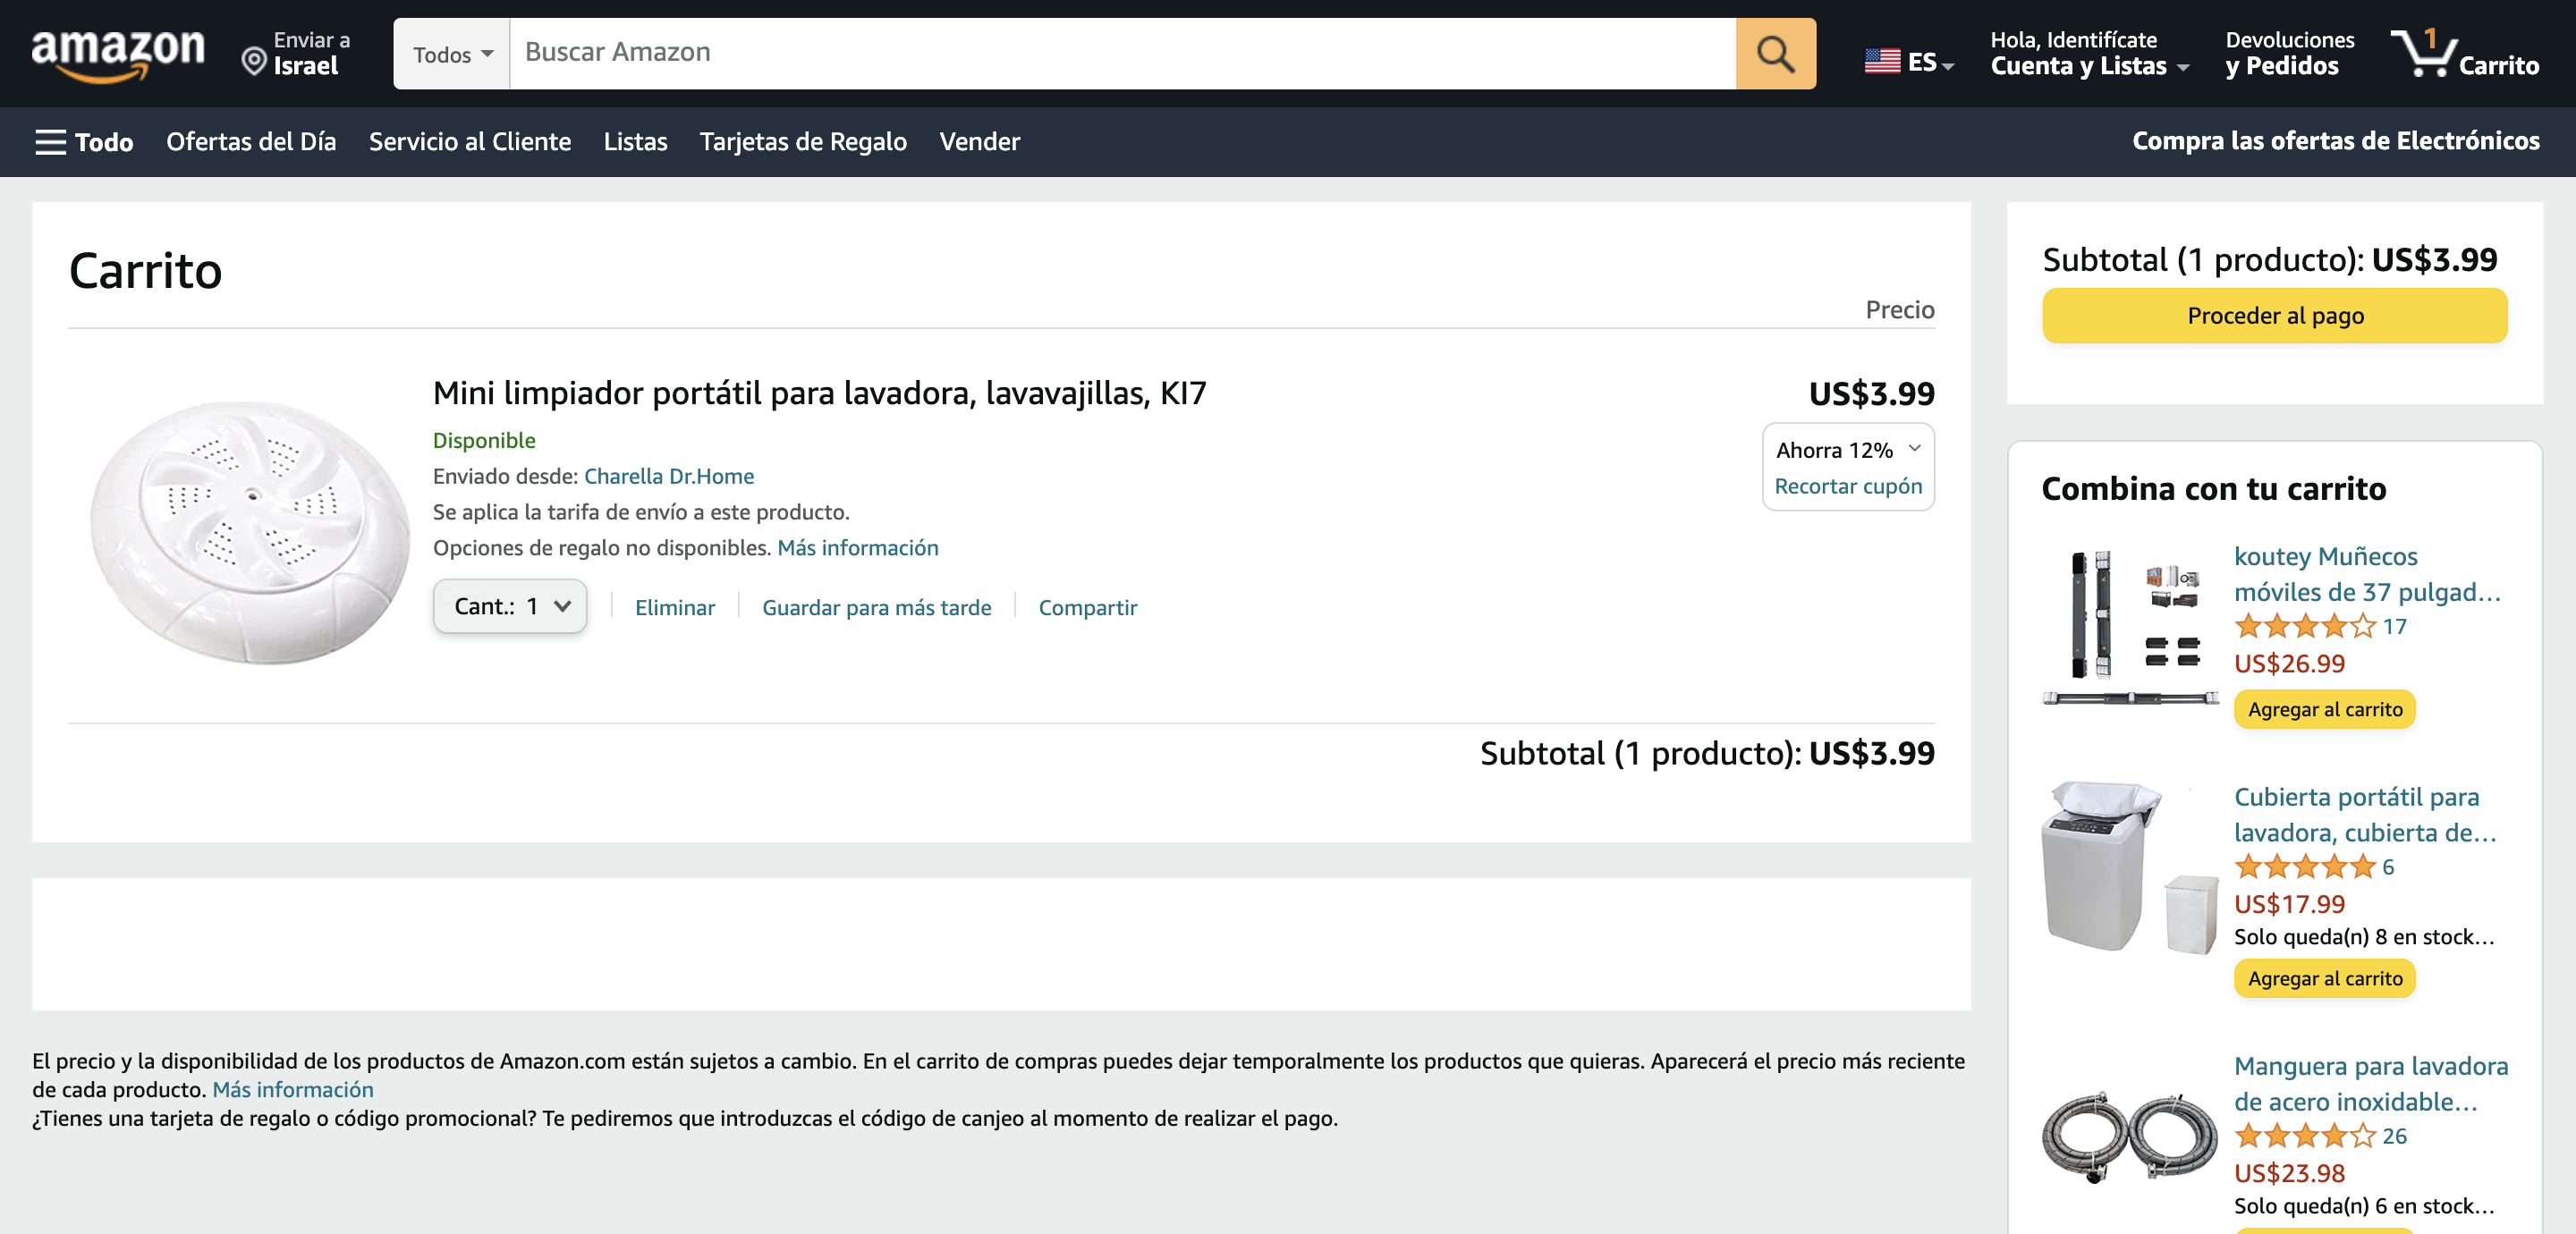 amazon
Enviar a
Israel
Todos
Buscar Amazon
ES
Hola, Identifícate
Cuenta y Listas
Devoluciones
y Pedidos
1
Carrito
Todo
Ofertas del Día
Servicio al Cliente
Listas
Tarjetas de Regalo
Vender
Compra las ofertas de Electrónicos
Carrito
Precio
Mini limpiador portátil para lavadora, lavavajillas, KI7
US$3.99
Disponible
Ahorra 12%
Enviado desde: Charella Dr.Home
Recortar cupón
Se aplica la tarifa de envío a este producto.
Opciones de regalo no disponibles. Más información
Cant.: 1
Eliminar
Guardar para más tarde
Compartir
Subtotal (1 producto): US$3.99
El precio y la disponibilidad de los productos de Amazon.com están sujetos a cambio. En el carrito de compras puedes dejar temporalmente los productos que quieras. Aparecerá el precio más reciente
de cada producto. Más información
¿Tienes una tarjeta de regalo o código promocional? Te pediremos que introduzcas el código de canjeo al momento de realizar el pago.
Subtotal (1 producto): US$3.99
Proceder al pago
Combina con tu carrito
koutey Muñecos
móviles de 37 pulgad...
17
US$26.99
Agregar al carrito
Cubierta portátil para
lavadora, cubierta de...
6
US$17.99
Solo queda(n) 8 en stock...
Agregar al carrito
Manguera para lavadora
de acero inoxidable...
26
US$23.98
Solo queda(n) 6 en stock...